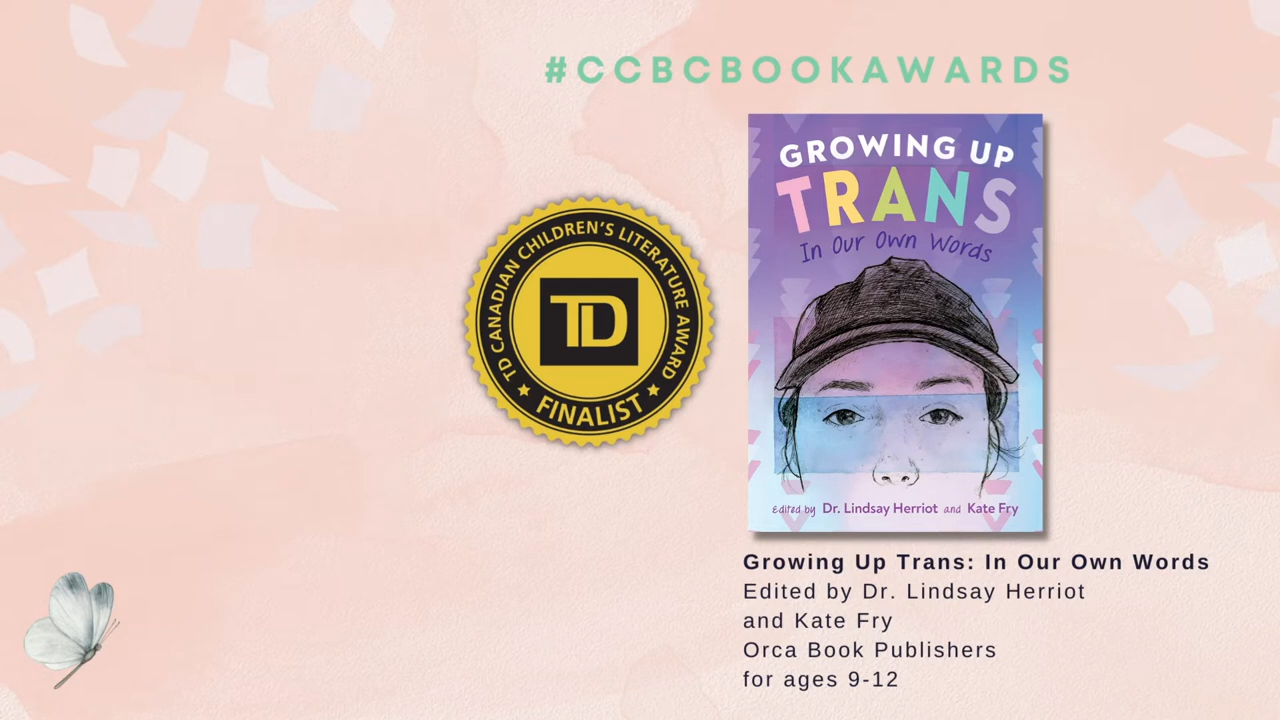 #CCBCBOOKAWARDS
TD CANADIAN CHILDREN'S LITERATURE AWARD
TD
FINALIST
GROWING UP
TRANS
In Our Own Words
Edited by Dr. Lindsay Herriot and Kate Fry
Growing Up Trans: In Our Own Words
Edited by Dr. Lindsay Herriot
and Kate Fry
Orca Book Publishers
for ages 9-12